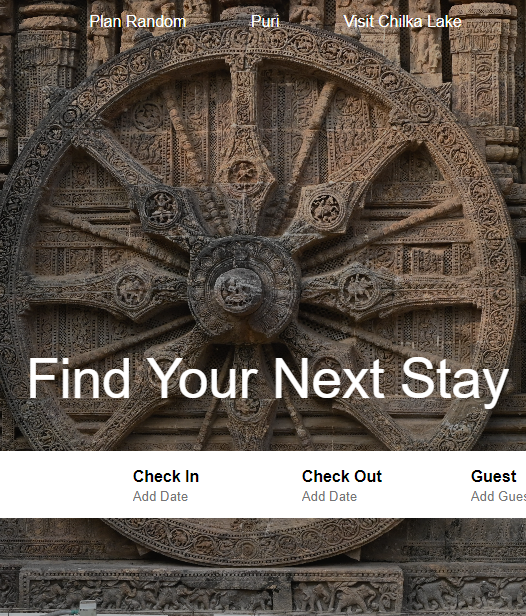 Plan Random Puri Visit Chilka Lake
Find Your Next Stay
Check In Check Out Guest
Add Date Add Date Add Gues